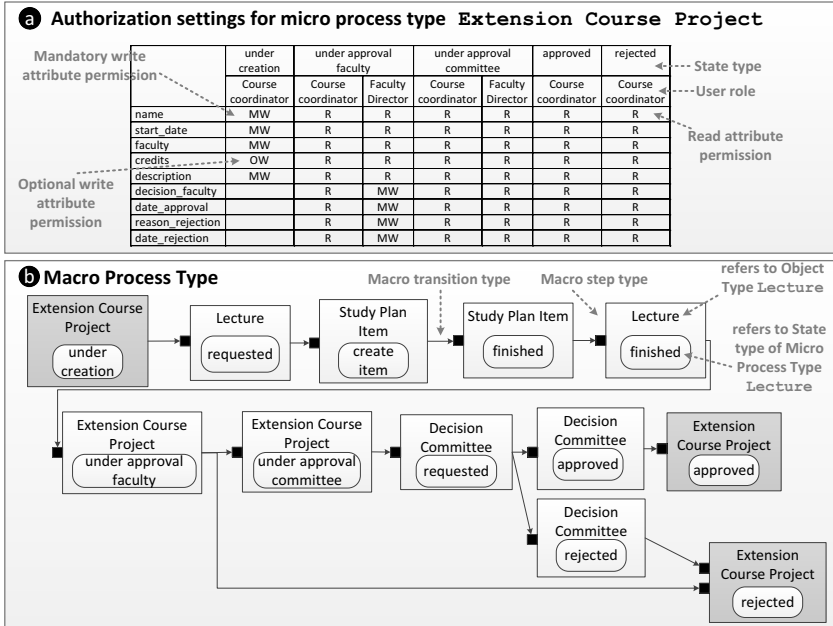 a Authorization settings for micro process type Extension Course Project
Mandatory write
attribute permission
under
creation
under approval
faculty
under approval
committee
approved
rejected
State type
Course
coordinator
Course
coordinator
Faculty
Director
Course
coordinator
Faculty
Director
Course
coordinator
Course
coordinator
User role
name MW R R R R R R
start_date MW R R R R R R
faculty MW R R R R R R
credits OW R R R R R R
description MW R R R R R R
decision_faculty R MW R R R R
date_approval R MW R R R R
reason_rejection R MW R R R R
date_rejection R MW R R R R
Read attribute
permission
Optional write
attribute
permission
b Macro Process Type
Macro transition type
Macro step type
refers to Object
Type Lecture
refers to State
type of Micro
Process Type
Lecture
Extension Course
Project
under
creation
Lecture
requested
Study Plan
Item
create
item
Study Plan Item
finished
Lecture
finished
Extension Course
Project
under approval
faculty
Extension Course
Project
under approval
committee
Decision
Committee
requested
Decision
Committee
approved
Extension
Course Project
approved
Decision
Committee
rejected
Extension
Course Project
rejected